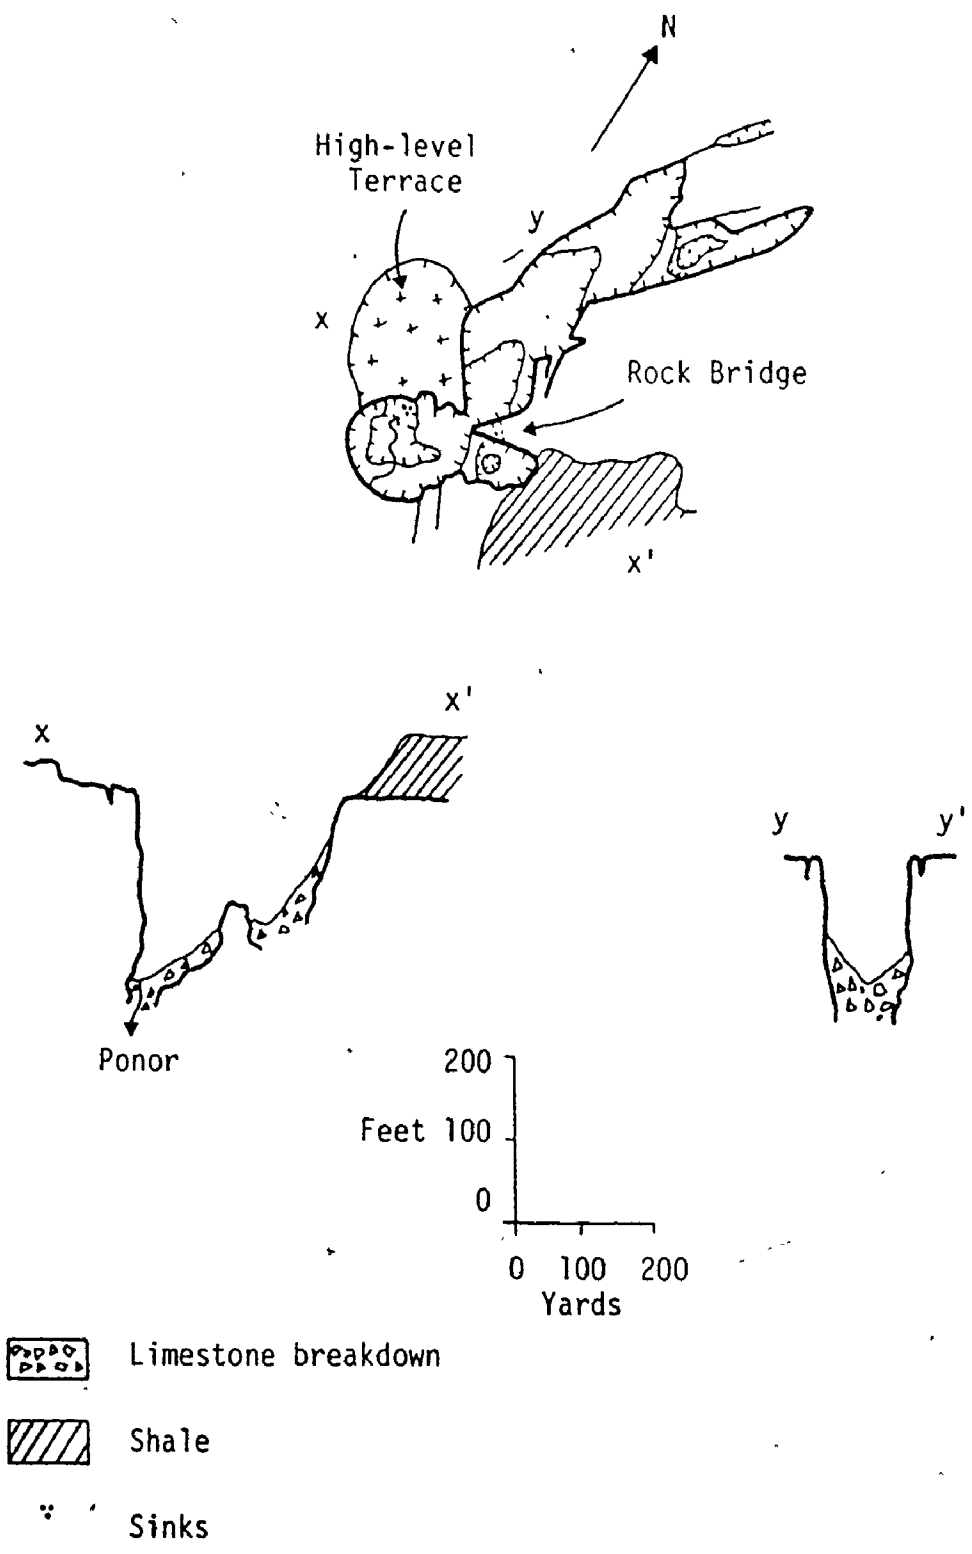 N
High-level
Terrace
y
x
Rock Bridge
x'
x'
x
y
y'
Ponor
200
Feet 100
0
0 100 200
Yards
Limestone breakdown
Shale
Sinks